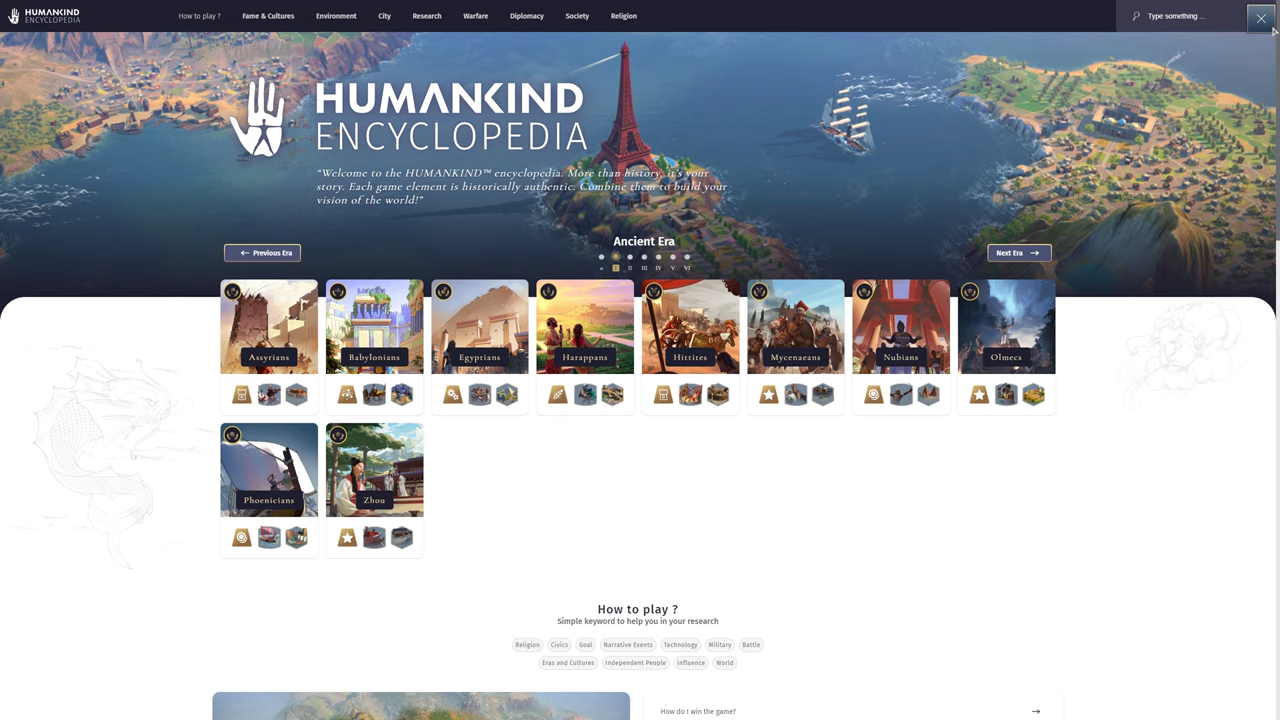 HUMANKIND
ENCYCLOPEDIA
How to play ?
Fame & Cultures
Environment
City
Research
Warfare
Diplomacy
Society
Religion
Type something ...
HUMANKIND
ENCYCLOPEDIA
“Welcome to the HUMANKIND™ encyclopedia. More than history, it's your
story. Each game element is historically authentic. Combine them to build your
vision of the world!”
Ancient Era
← Previous Era
Next Era →
0 I II III IV V VI
Assyrians
Babylonians
Egyptians
Harappans
Hittites
Mycenaeans
Nubians
Olmecs
Phoenicians
Zhou
How to play ?
Simple keyword to help you in your research
Religion
Civics
Goal
Narrative Events
Technology
Military
Battle
Eras and Cultures
Independent People
Influence
World
How do I win the game? →